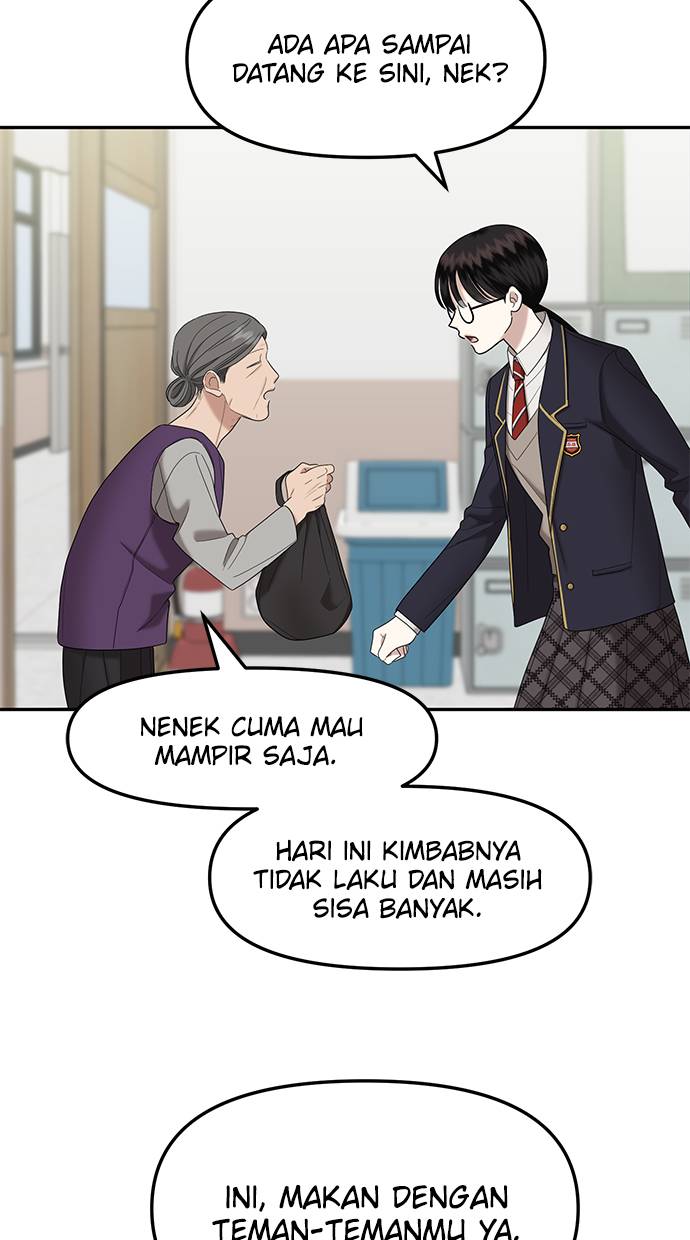 ADA APA SAMPAI
DATANG KE SINI, NEK?
NENEK CUMA MAU
MAMPIR SAJA.
HARI INI KIMBABNYA
TIDAK LAKU DAN MASIH
SISA BANYAK.
INI, MAKAN DENGAN
TEMAN-TEMANMU YA.